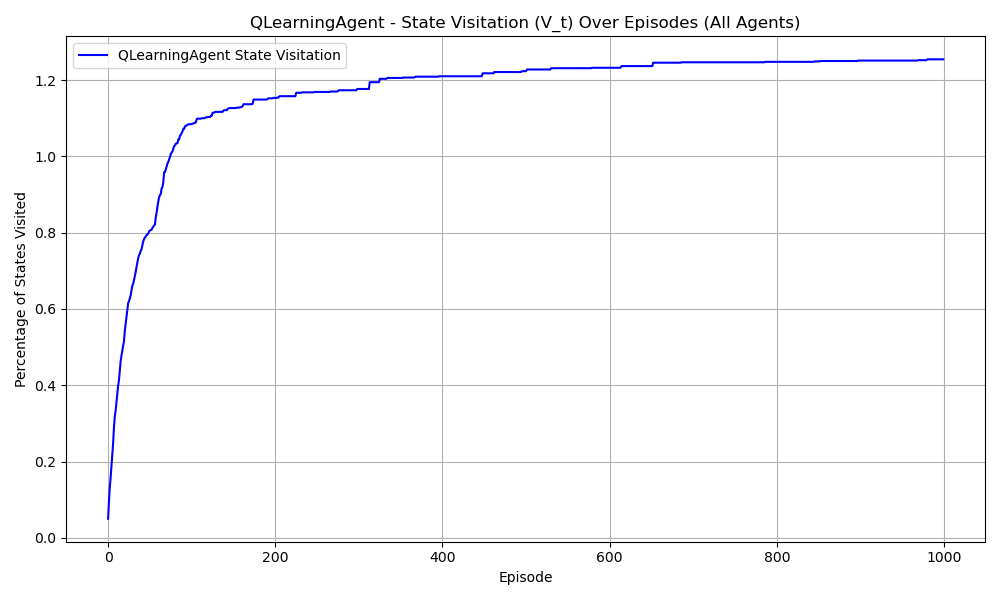 QLearningAgent - State Visitation (V_t) Over Episodes (All Agents)
QLearningAgent State Visitation
Percentage of States Visited
1.2
1.0
0.8
0.6
0.4
0.2
0.0
0 200 400 600 800 1000
Episode